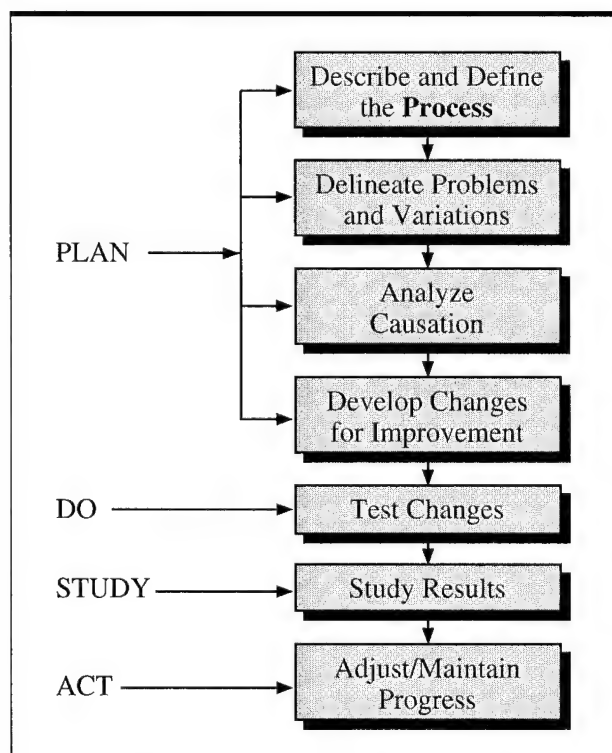 Describe and Define
the Process
Delineate Problems
and Variations
PLAN
Analyze
Causation
Develop Changes
for Improvement
DO
Test Changes
STUDY
Study Results
ACT
Adjust/Maintain
Progress